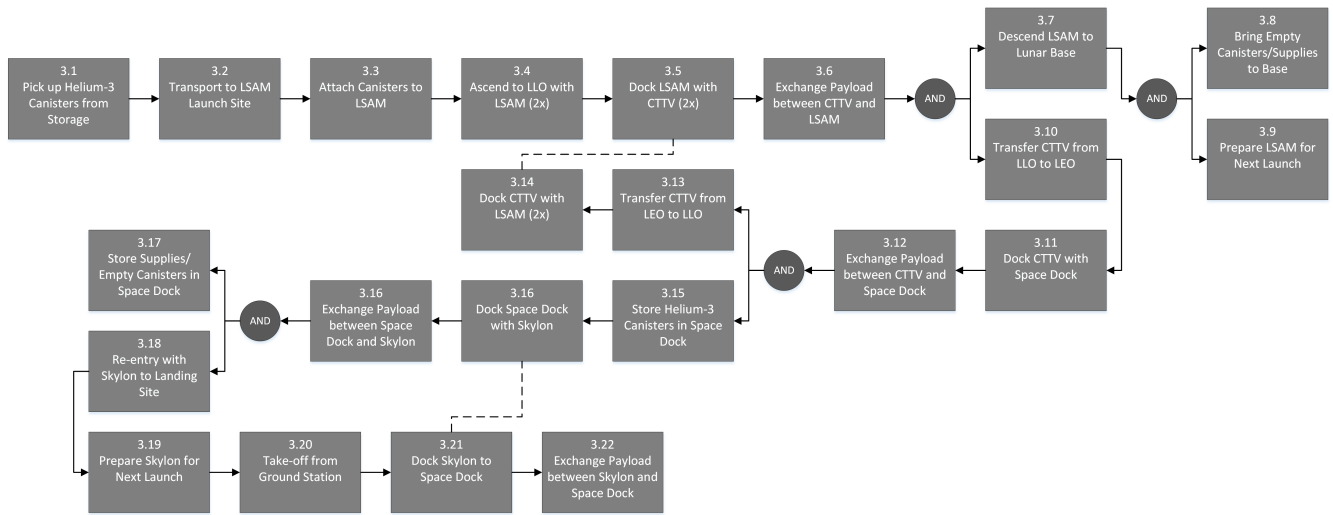 3.1
Pick up Helium-3
Canisters from
Storage
3.2
Transport to LSAM
Launch Site
3.3
Attach Canisters to
LSAM
3.4
Ascend to LLO with
LSAM (2x)
3.5
Dock LSAM with
CTTV (2x)
3.6
Exchange Payload
between CTTV and
LSAM
AND
3.7
Descend LSAM to
Lunar Base
AND
3.8
Bring Empty
Canisters/Supplies
to Base
3.9
Prepare LSAM for
Next Launch
3.10
Transfer CTTV from
LLO to LEO
3.11
Dock CTTV with
Space Dock
3.12
Exchange Payload
between CTTV and
Space Dock
AND
3.13
Transfer CTTV from
LEO to LLO
3.14
Dock CTTV with
LSAM (2x)
3.15
Store Helium-3
Canisters in Space
Dock
3.16
Dock Space Dock
with Skylon
3.16
Exchange Payload
between Space
Dock and Skylon
AND
3.17
Store Supplies/
Empty Canisters in
Space Dock
3.18
Re-entry with
Skylon to Landing
Site
3.19
Prepare Skylon for
Next Launch
3.20
Take-off from
Ground Station
3.21
Dock Skylon to
Space Dock
3.22
Exchange Payload
between Skylon and
Space Dock